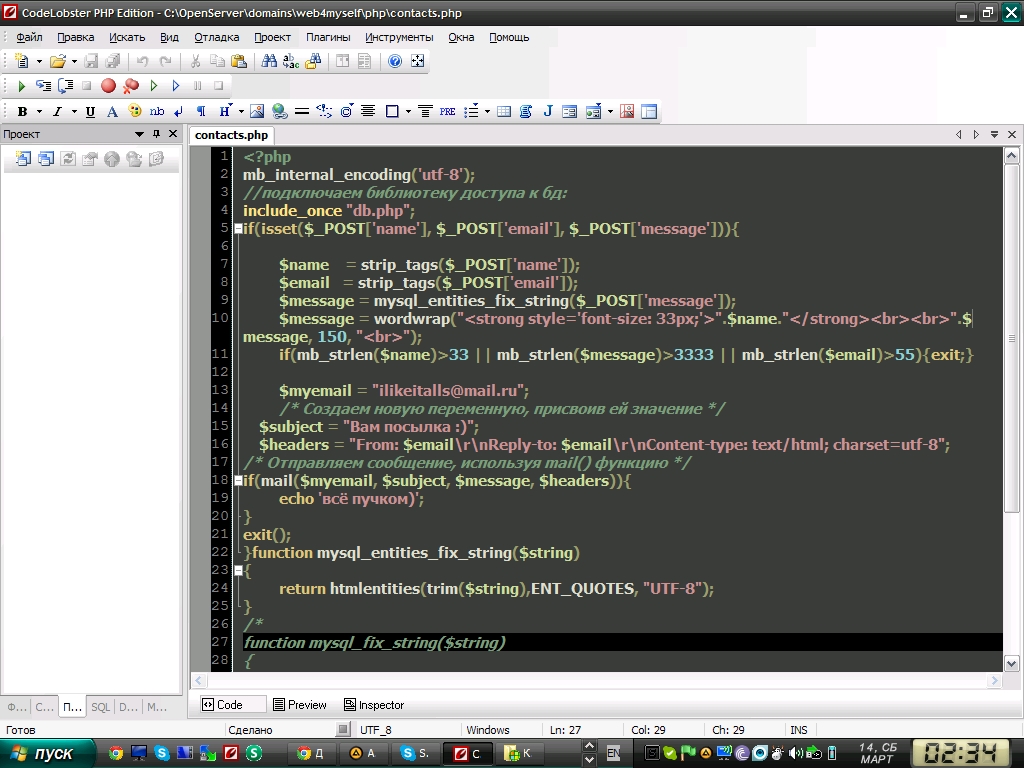 CodeLobster PHP Edition - C:\OpenServer\domains\web4myself\php\contacts.php
Файл Правка Искать Вид Отладка Проект Плагины Инструменты Окна Помощь
B I U A nb ¶ H PRE J
Проект
contacts.php
1 <?php
2 mb_internal_encoding('utf-8');
3 //подключаем библиотеку доступа к бд:
4 include_once "db.php";
5 if(isset($_POST['name'], $_POST['email'], $_POST['message'])){
6
7 $name = strip_tags($_POST['name']);
8 $email = strip_tags($_POST['email']);
9 $message = mysql_entities_fix_string($_POST['message']);
10 $message = wordwrap("<strong style='font-size: 33px;'>".$name."</strong><br><br>".$
message, 150, "<br>");
11 if(mb_strlen($name)>33 || mb_strlen($message)>3333 || mb_strlen($email)>55){exit;}
12
13 $myemail = "ilikeitalls@mail.ru";
14 /* Создаем новую переменную, присвоив ей значение */
15 $subject = "Вам посылка :)";
16 $headers = "From: $email\r\nReply-to: $email\r\nContent-type: text/html; charset=utf-8";
17 /* Отправляем сообщение, используя mail() функцию */
18 if(mail($myemail, $subject, $message, $headers)){
19 echo 'всё пучком)';
20 }
21 exit();
22 }function mysql_entities_fix_string($string)
23 {
24 return htmlentities(trim($string),ENT_QUOTES, "UTF-8");
25 }
26 /*
27 function mysql_fix_string($string)
28 {
Ф... С... П... SQL D... M...
Code Preview Inspector
Готов Сделано UTF_8 Windows Ln: 27 Col: 29 Ch: 29 INS
пуск Д A S. C К EN 14, СБ
МАРТ
02:34